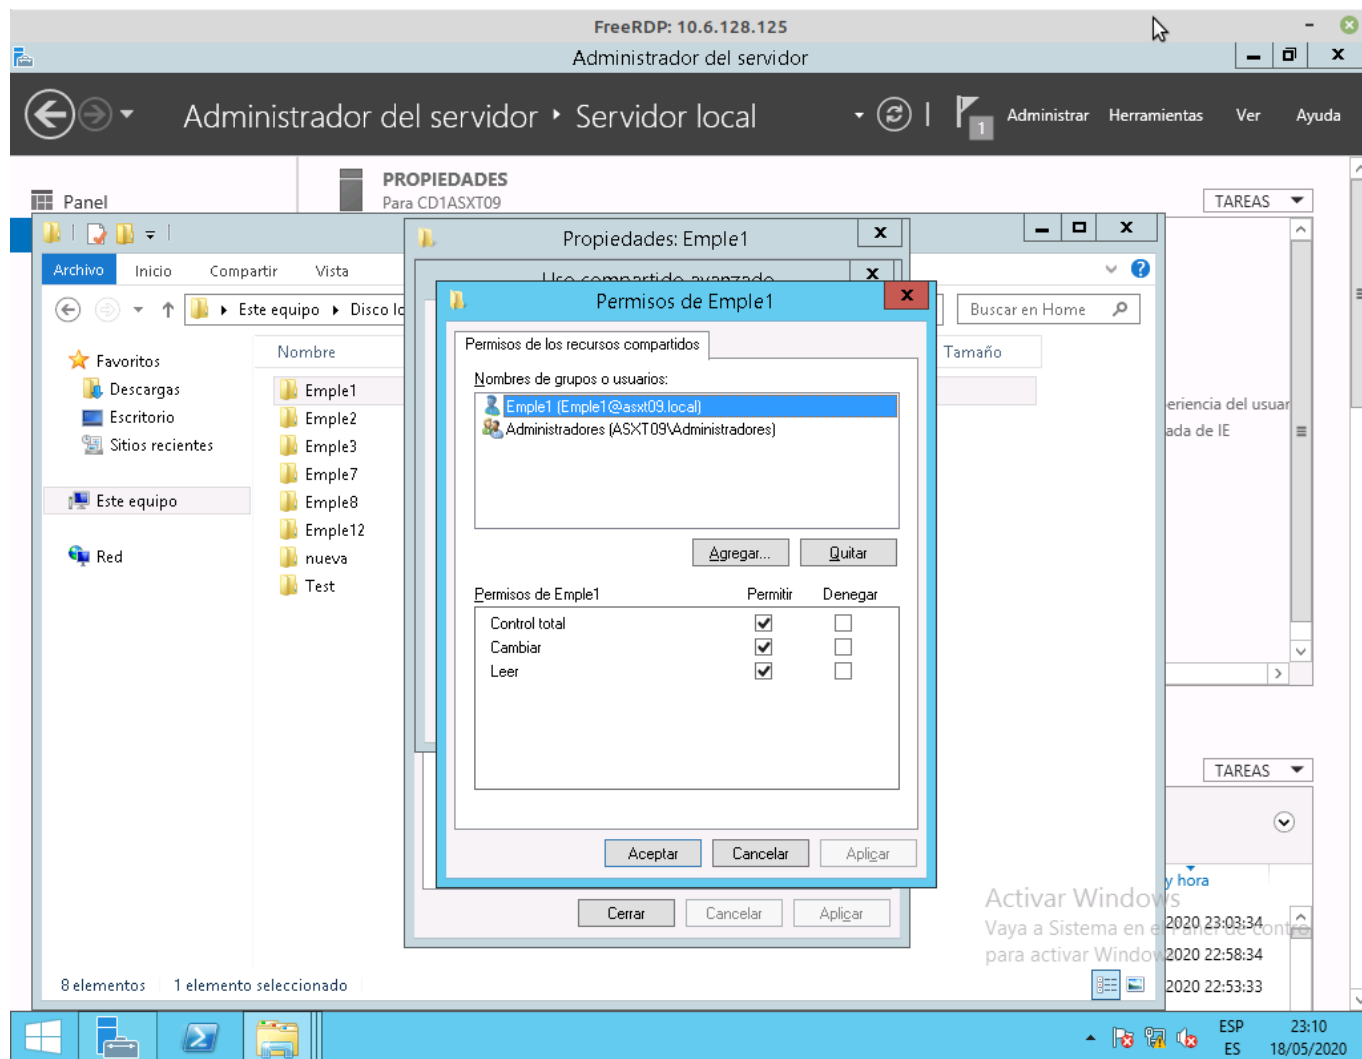 FreeRDP: 10.6.128.125
Administrador del servidor
Administrador del servidor ‣ Servidor local
1
Administrar Herramientas Ver Ayuda
Panel
PROPIEDADES
Para CD1ASXT09
TAREAS
Propiedades: Emple1
Archivo Inicio Compartir Vista
Uso compartido avanzado
Permisos de Emple1
Este equipo Disco lo
Buscar en Home
Favoritos
Descargas
Escritorio
Sitios recientes
Este equipo
Red
Nombre
Tamaño
Emple1
Emple2
Emple3
Emple7
Emple8
Emple12
nueva
Test
Permisos de los recursos compartidos
Nombres de grupos o usuarios:
Emple1 (Emple1@asxt09.local)
Administradores (ASXT09\Administradores)
Agregar... Quitar
Permisos de Emple1 Permitir Denegar
Control total
Cambiar
Leer
Aceptar Cancelar Aplicar
Cerrar Cancelar Aplicar
eriencia del usuar
ada de IE
TAREAS
y hora
2020 23:03:34
2020 22:58:34
2020 22:53:33
Activar Windows
Vaya a Sistema en el Panel de contro
para activar Window
8 elementos 1 elemento seleccionado
ESP
ES
23:10
18/05/2020